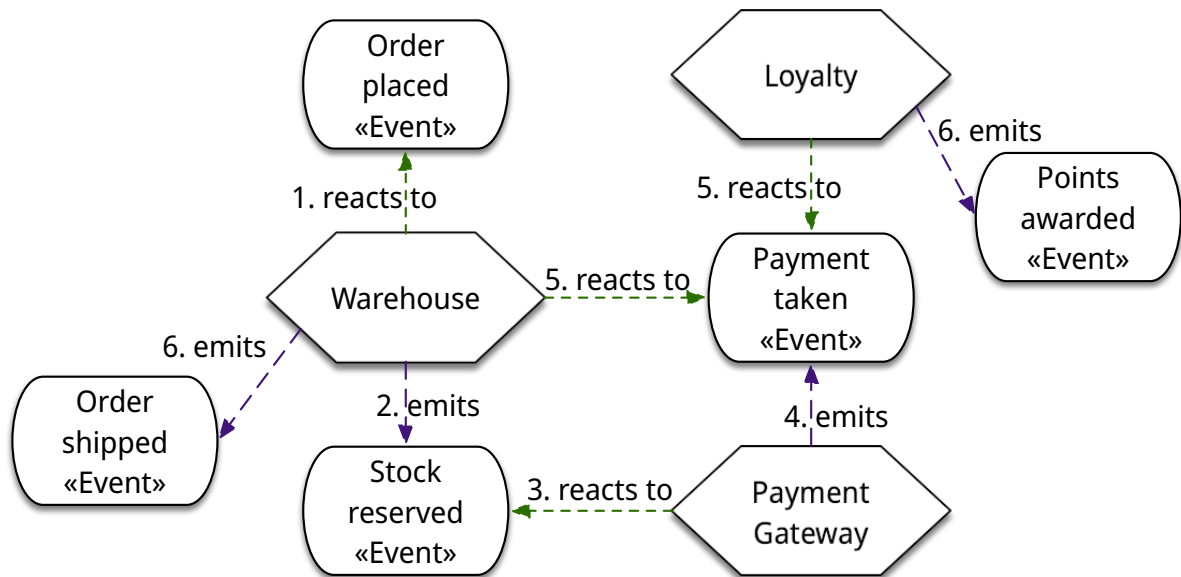 Order
placed
«Event»
Loyalty
6. emits
Points
awarded
«Event»
1. reacts to
5. reacts to
Warehouse
5. reacts to
Payment
taken
«Event»
6. emits
Order
shipped
«Event»
2. emits
4. emits
Stock
reserved
«Event»
3. reacts to
Payment
Gateway